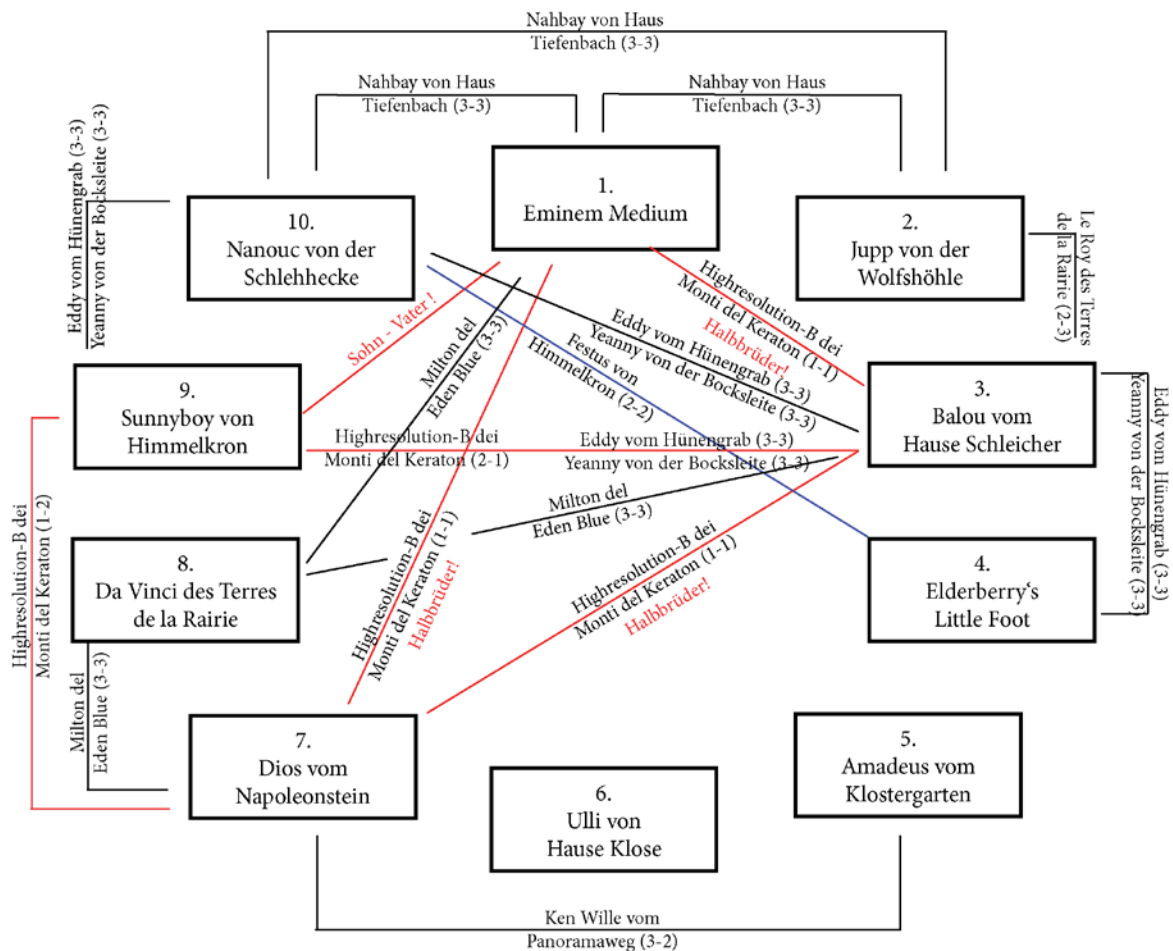 Nahbay von Haus
Tiefenbach (3-3)
Nahbay von Haus
Tiefenbach (3-3)
Nahbay von Haus
Tiefenbach (3-3)
Eddy vom Hünengrab (3-3)
Yeanny von der Bocksleite (3-3)
1.
Eminem Medium
10.
Nanouc von der
Schlehhecke
2.
Jupp von der
Wolfshöhle
Le Roy des Terres
de la Rairie (2-3)
Highresolution-B dei
Monti del Keraton (1-1)
Halbbrüder!
Sohn - Vater !
Milton del
Eden Blue (3-3)
Eddy vom Hünengrab (3-3)
Yeanny von der Bocksleite (3-3)
Festus von
Himmelkron (2-2)
9.
Sunnyboy von
Himmelkron
3.
Balou vom
Hause Schleicher
Eddy vom Hünengrab (3-3)
Yeanny von der Bocksleite (3-3)
Highresolution-B dei
Monti del Keraton (2-1)
Eddy vom Hünengrab (3-3)
Yeanny von der Bocksleite (3-3)
Milton del
Eden Blue (3-3)
Highresolution-B dei
Monti del Keraton (1-2)
8.
Da Vinci des Terres
de la Rairie
Highresolution-B dei
Monti del Keraton (1-1)
Halbbrüder!
Highresolution-B dei
Monti del Keraton (1-1)
Halbbrüder!
4.
Elderberry‘s
Little Foot
Milton del
Eden Blue (3-3)
7.
Dios vom
Napoleonstein
6.
Ulli von
Hause Klose
5.
Amadeus vom
Klostergarten
Ken Wille vom
Panoramaweg (3-2)